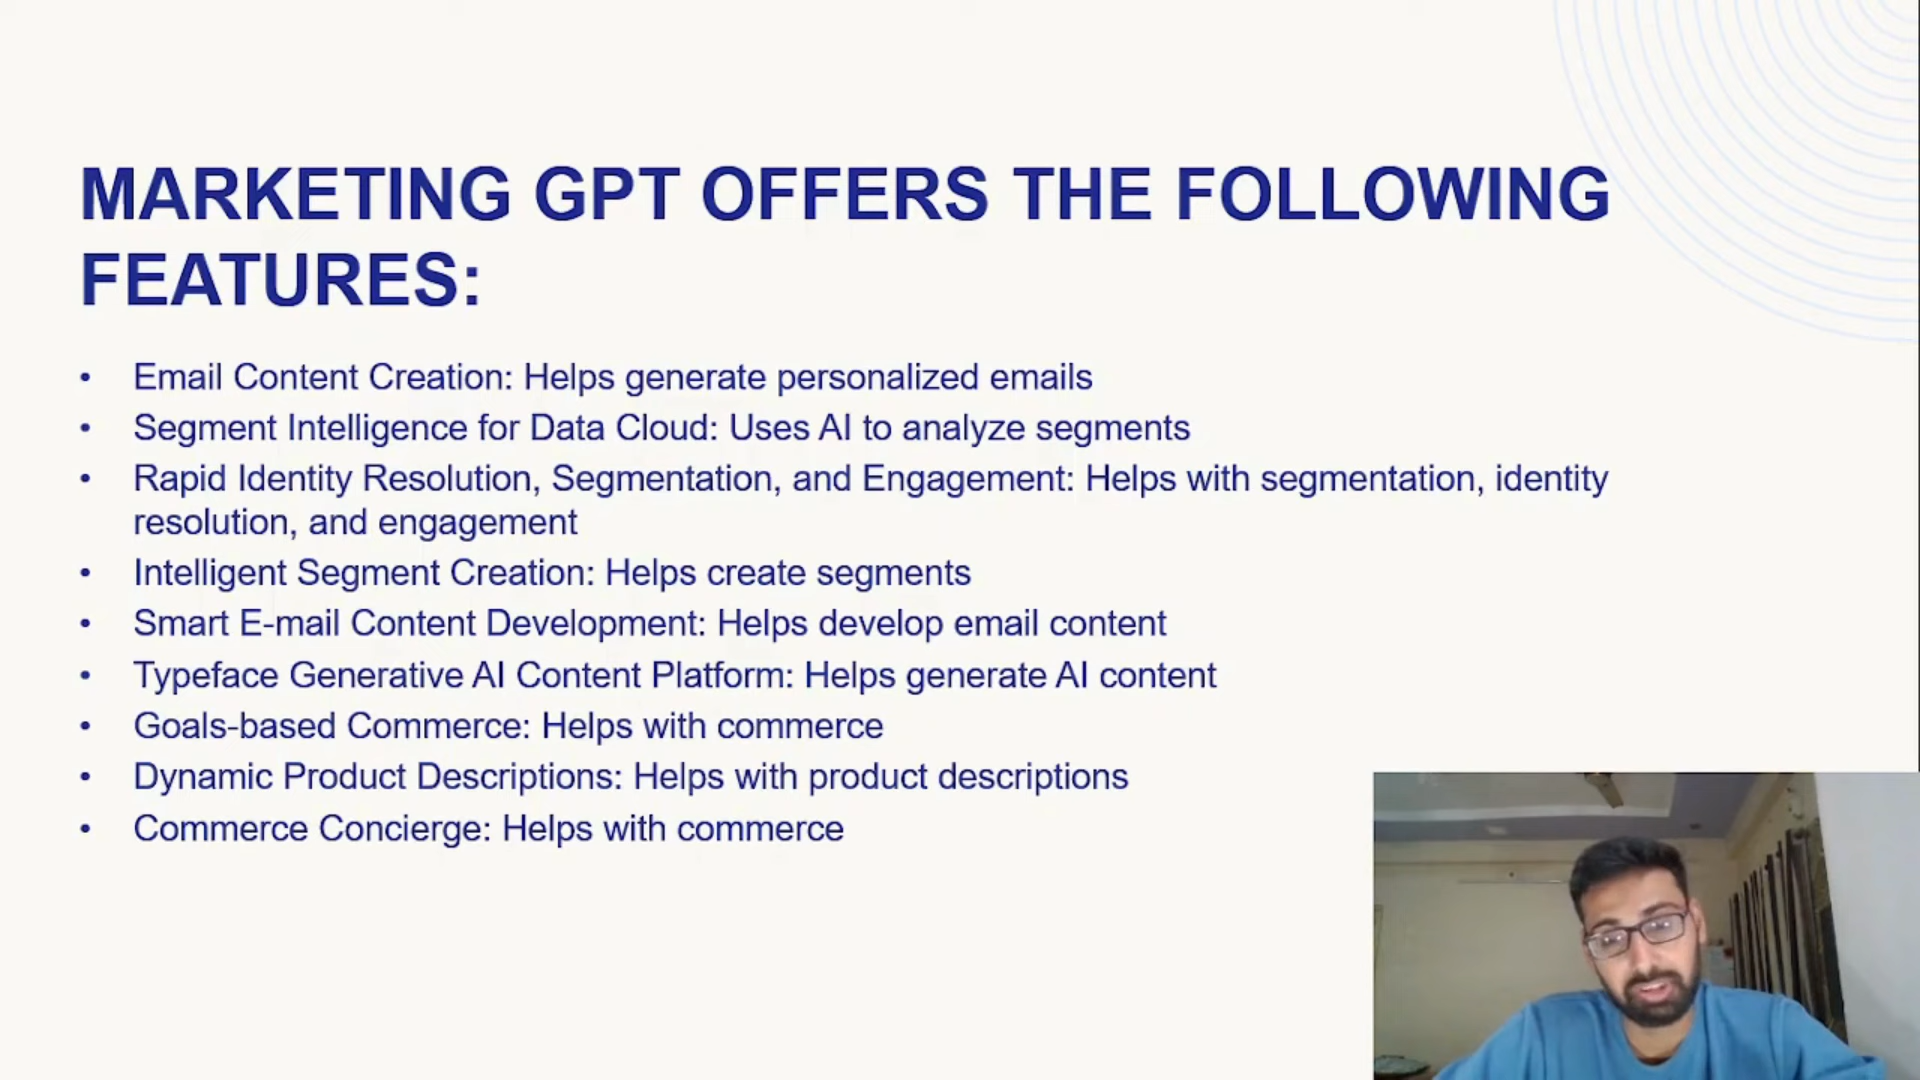 MARKETING GPT OFFERS THE FOLLOWING
FEATURES:
• Email Content Creation: Helps generate personalized emails
• Segment Intelligence for Data Cloud: Uses AI to analyze segments
• Rapid Identity Resolution, Segmentation, and Engagement: Helps with segmentation, identity
resolution, and engagement
• Intelligent Segment Creation: Helps create segments
• Smart E-mail Content Development: Helps develop email content
• Typeface Generative AI Content Platform: Helps generate AI content
• Goals-based Commerce: Helps with commerce
• Dynamic Product Descriptions: Helps with product descriptions
• Commerce Concierge: Helps with commerce